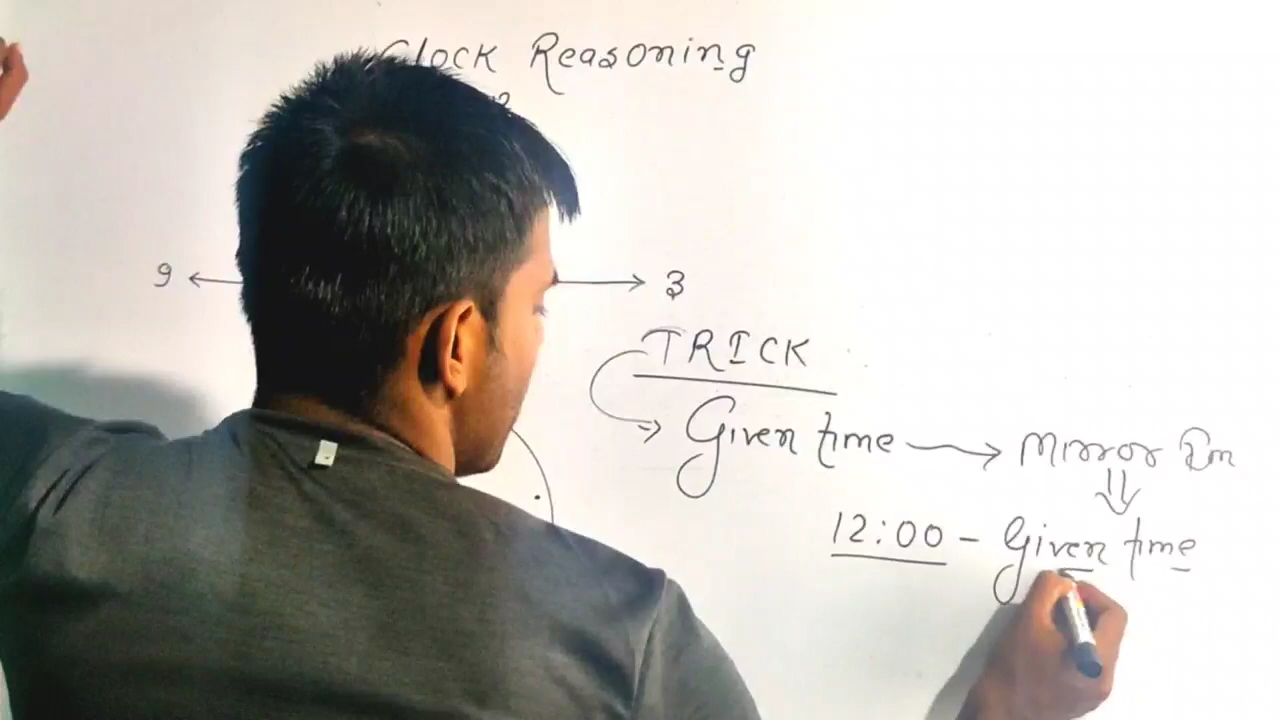 Clock Reasoning
9 3
TRICK
Given time → Mirror Im
12:00 - Given time